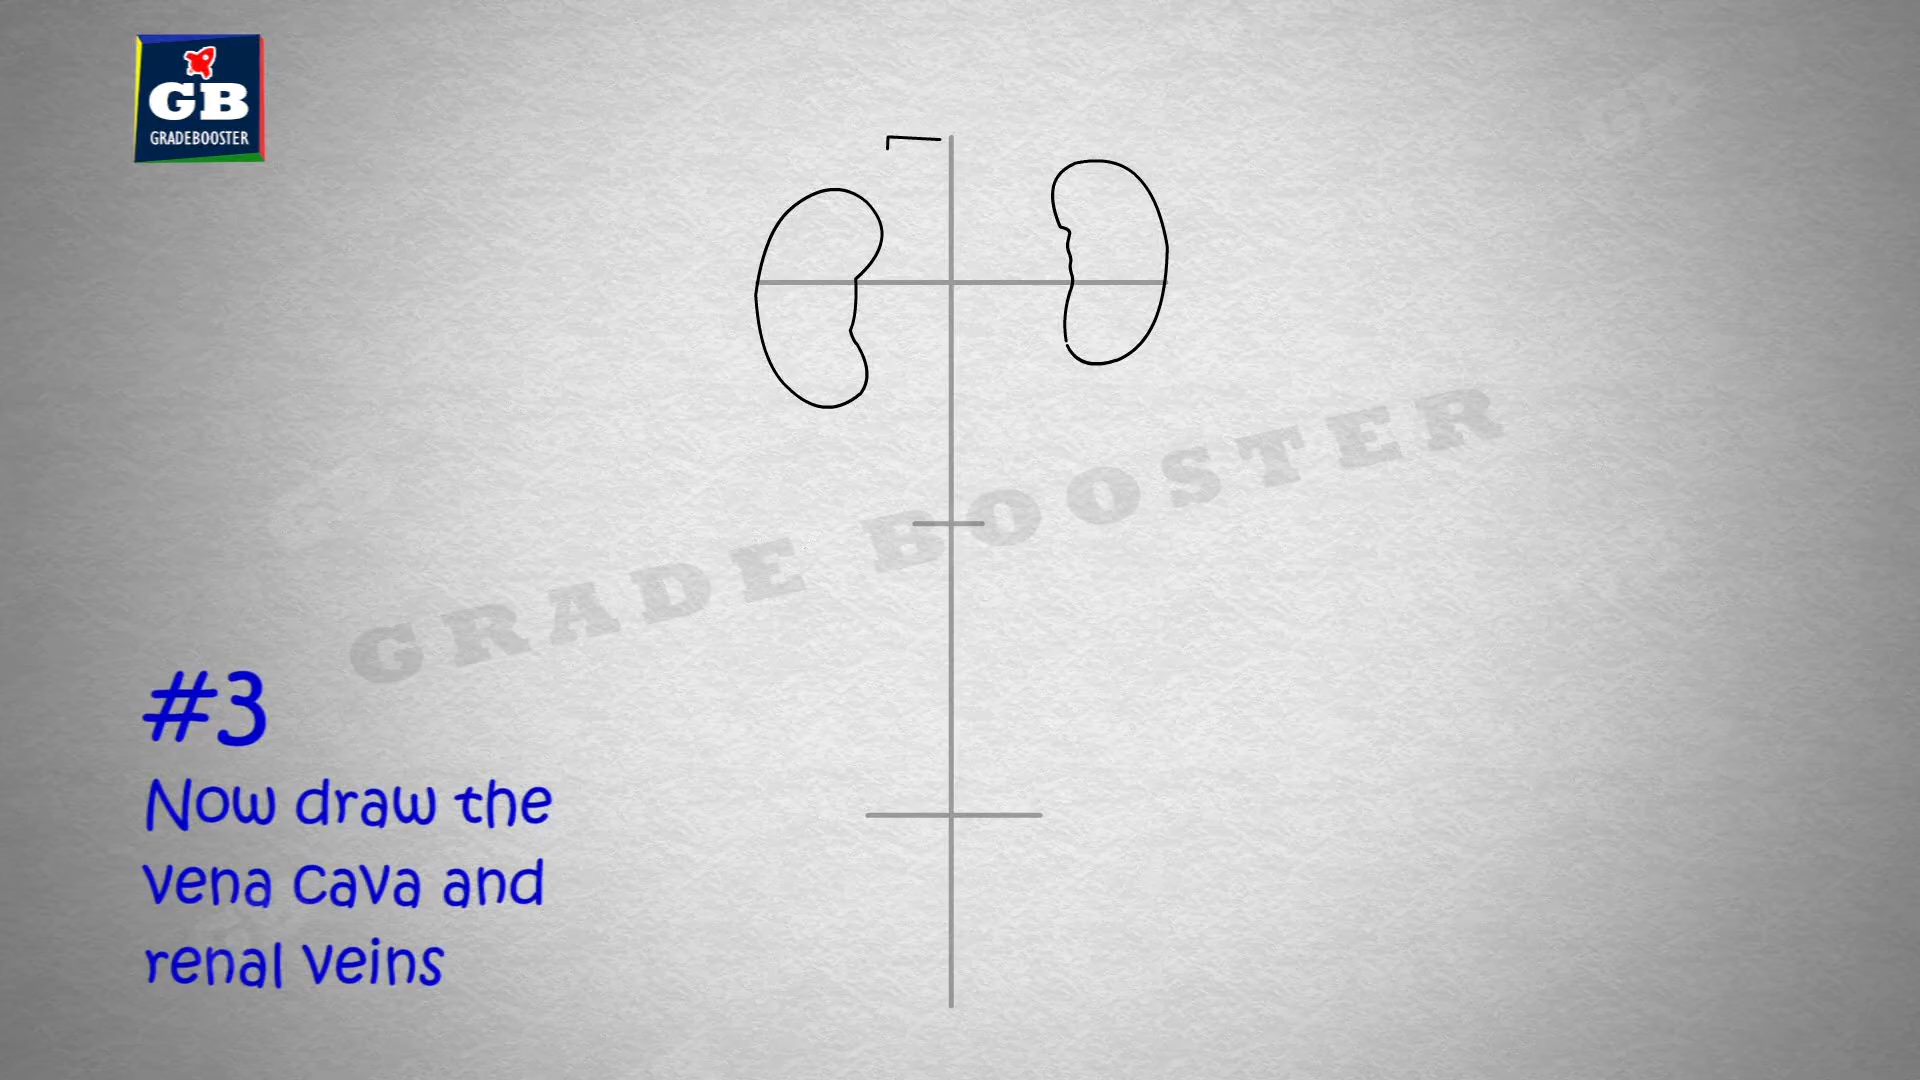 GB
GRADEBOOSTER
GRADE BOOSTER
#3
Now draw the
vena cava and
renal veins